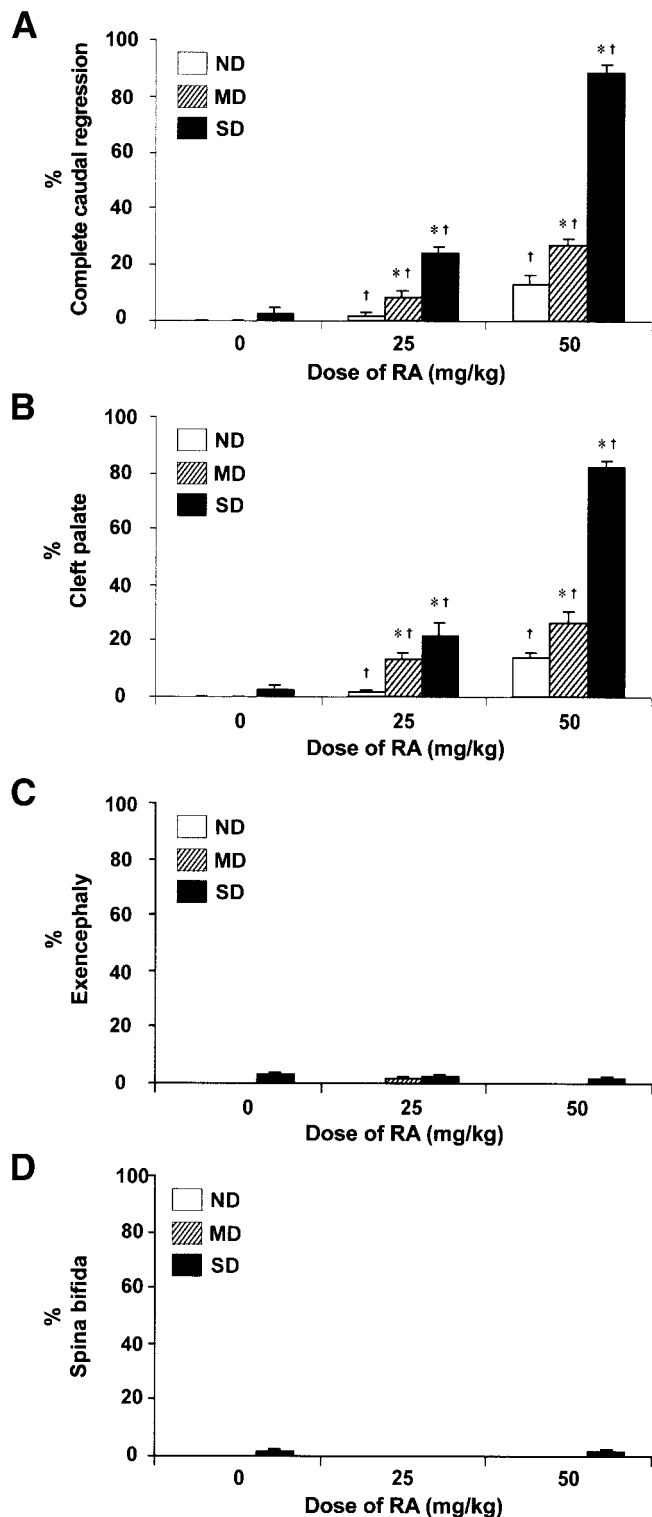 A
%
Complete caudal regression
100
80
60
40
20
0
ND
MD
SD
†
*†
*†
†
*†
*†
0 25 50
Dose of RA (mg/kg)
B
%
Cleft palate
100
80
60
40
20
0
ND
MD
SD
†
*†
*†
†
*†
*†
0 25 50
Dose of RA (mg/kg)
C
%
Exencephaly
100
80
60
40
20
0
ND
MD
SD
0 25 50
Dose of RA (mg/kg)
D
%
Spina bifida
100
80
60
40
20
0
ND
MD
SD
0 25 50
Dose of RA (mg/kg)